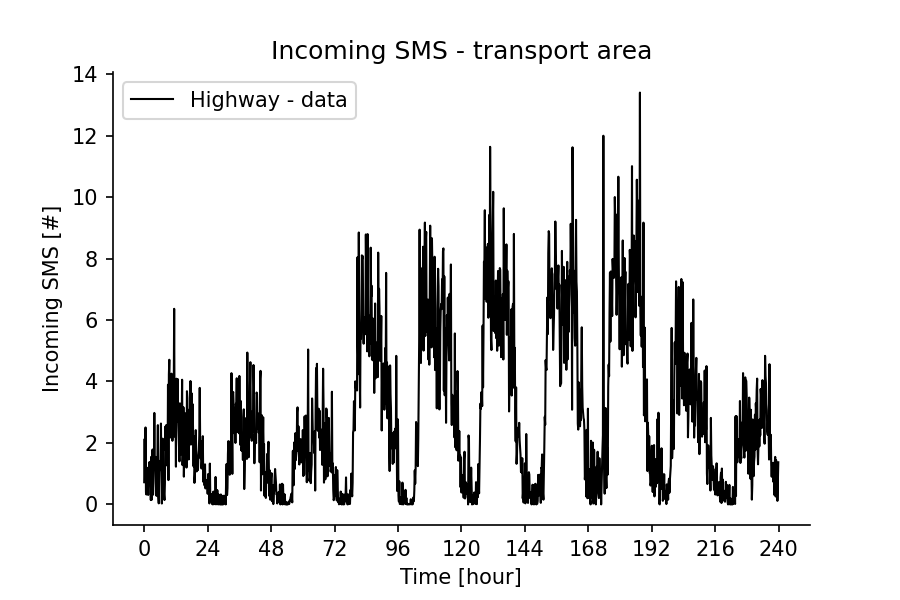 Incoming SMS - transport area
Highway - data
Incoming SMS [#]
14
12
10
8
6
4
2
0
0 24 48 72 96 120 144 168 192 216 240
Time [hour]